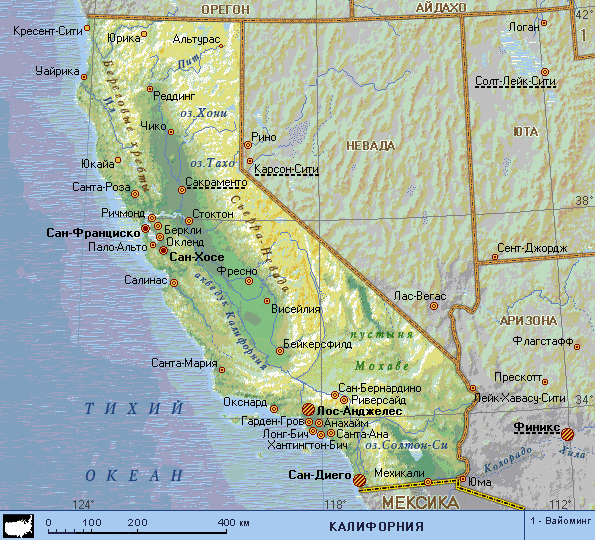 ОРЕГОН
АЙДАХО
42°
Кресент-Сити
Юрика
Альтурас
Логан
1
Уайрика
Пит
Солт-Лейк-Сити
Береговые хребты
Реддинг
оз.Хони
Чико
Рино
НЕВАДА
ЮТА
Юкайа
оз.Тахо
Карсон-Сити
Санта-Роза
Сакраменто
Сьерра-Невада
38°
Ричмонд
Стоктон
Сан-Франциско
Беркли
Окленд
Пало-Альто
Сан-Хосе
Сент-Джордж
Фресно
Салинас
Висейлия
Лас-Вегас
АРИЗОНА
акведук Калифорния
пустыня
Мохаве
Бейкерсфилд
Флагстафф
Санта-Мария
Прескотт
Сан-Бернардино
Риверсайд
Лейк-Хавасу-Сити
34°
ТИХИЙ
Окснард
Лос-Анджелес
Гарден-Гров
Анахайм
Лонг-Бич
Санта-Ана
Хантингтон-Бич
оз.Солтон-Си
Финикс
Колорадо
Хила
ОКЕАН
Сан-Диего
Мехикали
Юма
124°
118°
МЕКСИКА
112°
0 100 200 400 км
КАЛИФОРНИЯ
1 - Вайоминг